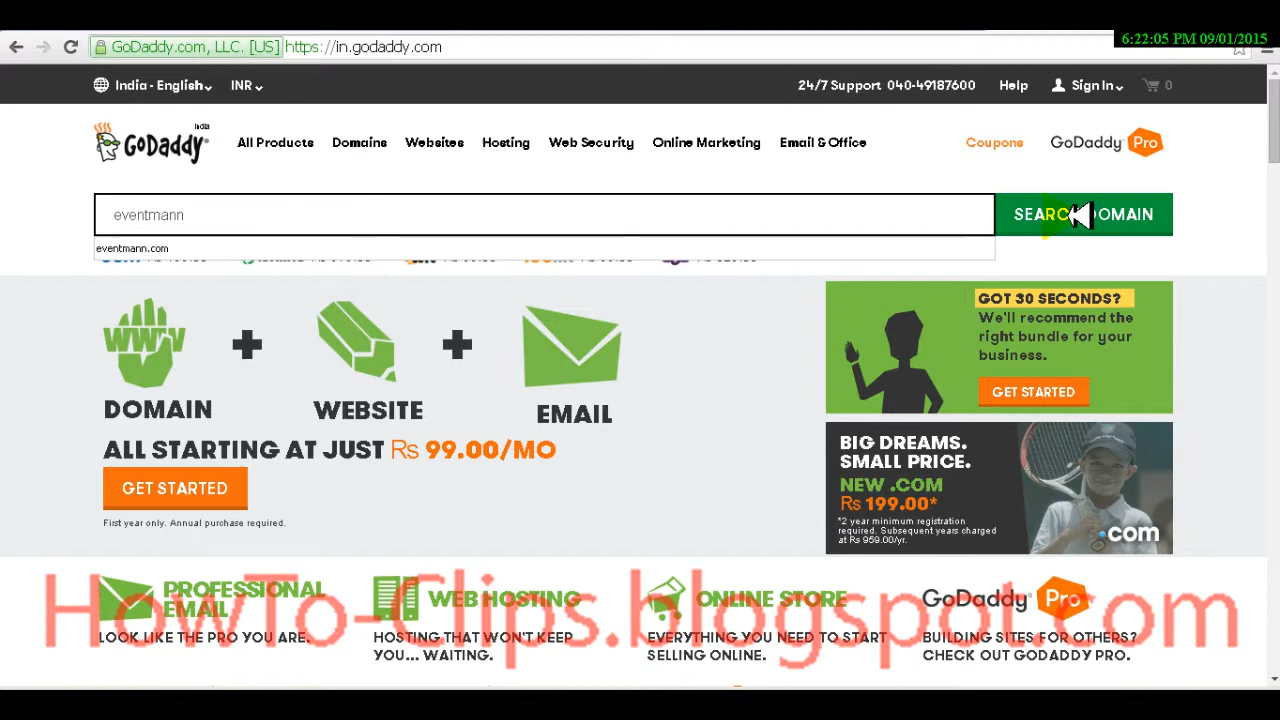 6:22:05 PM 09/01/2015
GoDaddy.com, LLC. [US] https://in.godaddy.com
India - English INR 24/7 Support 040-49187600 Help Sign In 0
India
GoDaddy All Products Domains Websites Hosting Web Security Online Marketing Email & Office Coupons GoDaddy Pro
eventmann
eventmann.com
WWW
DOMAIN + WEBSITE + EMAIL
ALL STARTING AT JUST Rs 99.00/MO
GET STARTED
First year only. Annual purchase required.
GOT 30 SECONDS?
We'll recommend the
right bundle for your
business.
GET STARTED
BIG DREAMS.
SMALL PRICE.
NEW .COM
Rs 199.00*
*2 year minimum registration
required. Subsequent years charged
at Rs 959.00/yr.
.com
PROFESSIONAL
EMAIL
LOOK LIKE THE PRO YOU ARE.
WEB HOSTING
HOSTING THAT WON'T KEEP
YOU... WAITING.
ONLINE STORE
EVERYTHING YOU NEED TO START
SELLING ONLINE.
GoDaddy Pro
BUILDING SITES FOR OTHERS?
CHECK OUT GODADDY PRO.
HowTo-Clips.blogspot.com